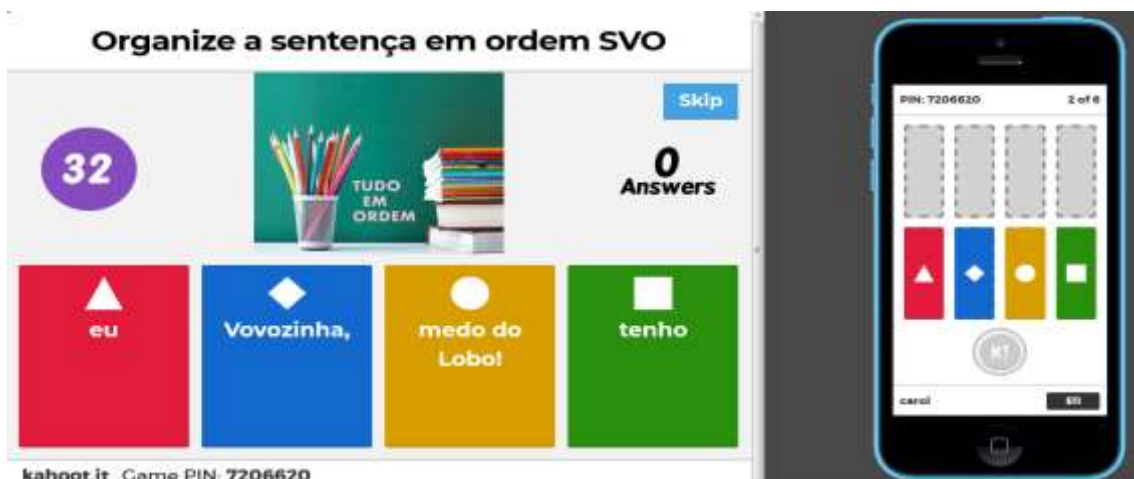 Organize a sentença em ordem SVO
Skip
32
TUDO
EM
ORDEM
0
Answers
eu
Vovozinha,
medo do
Lobo!
tenho
kahoot.it Game PIN: 7206620
PIN: 7206620 2 of 6
K!
carol